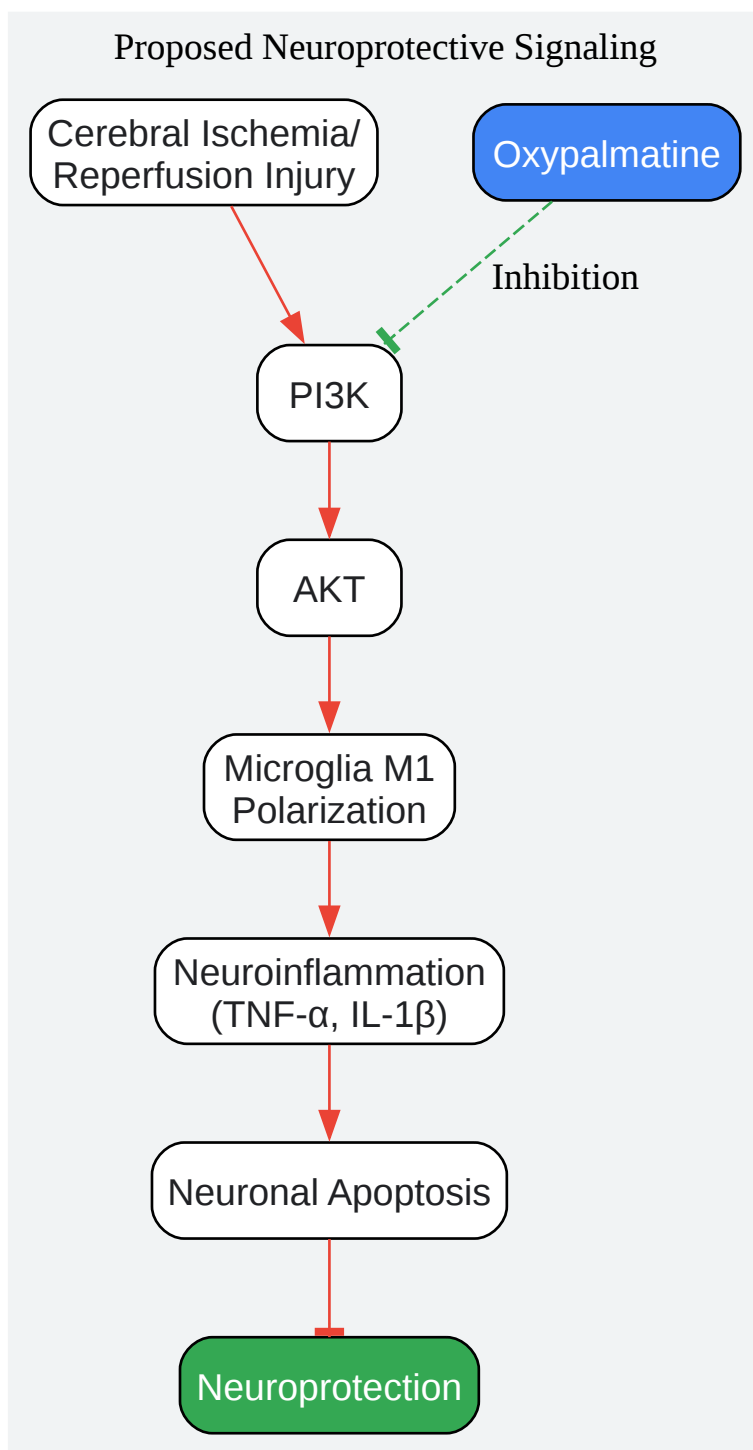 Proposed Neuroprotective Signaling
Cerebral Ischemia/
Reperfusion Injury
Oxypalmatine
Inhibition
PI3K
AKT
Microglia M1
Polarization
Neuroinflammation
(TNF-α, IL-1β)
Neuronal Apoptosis
Neuroprotection